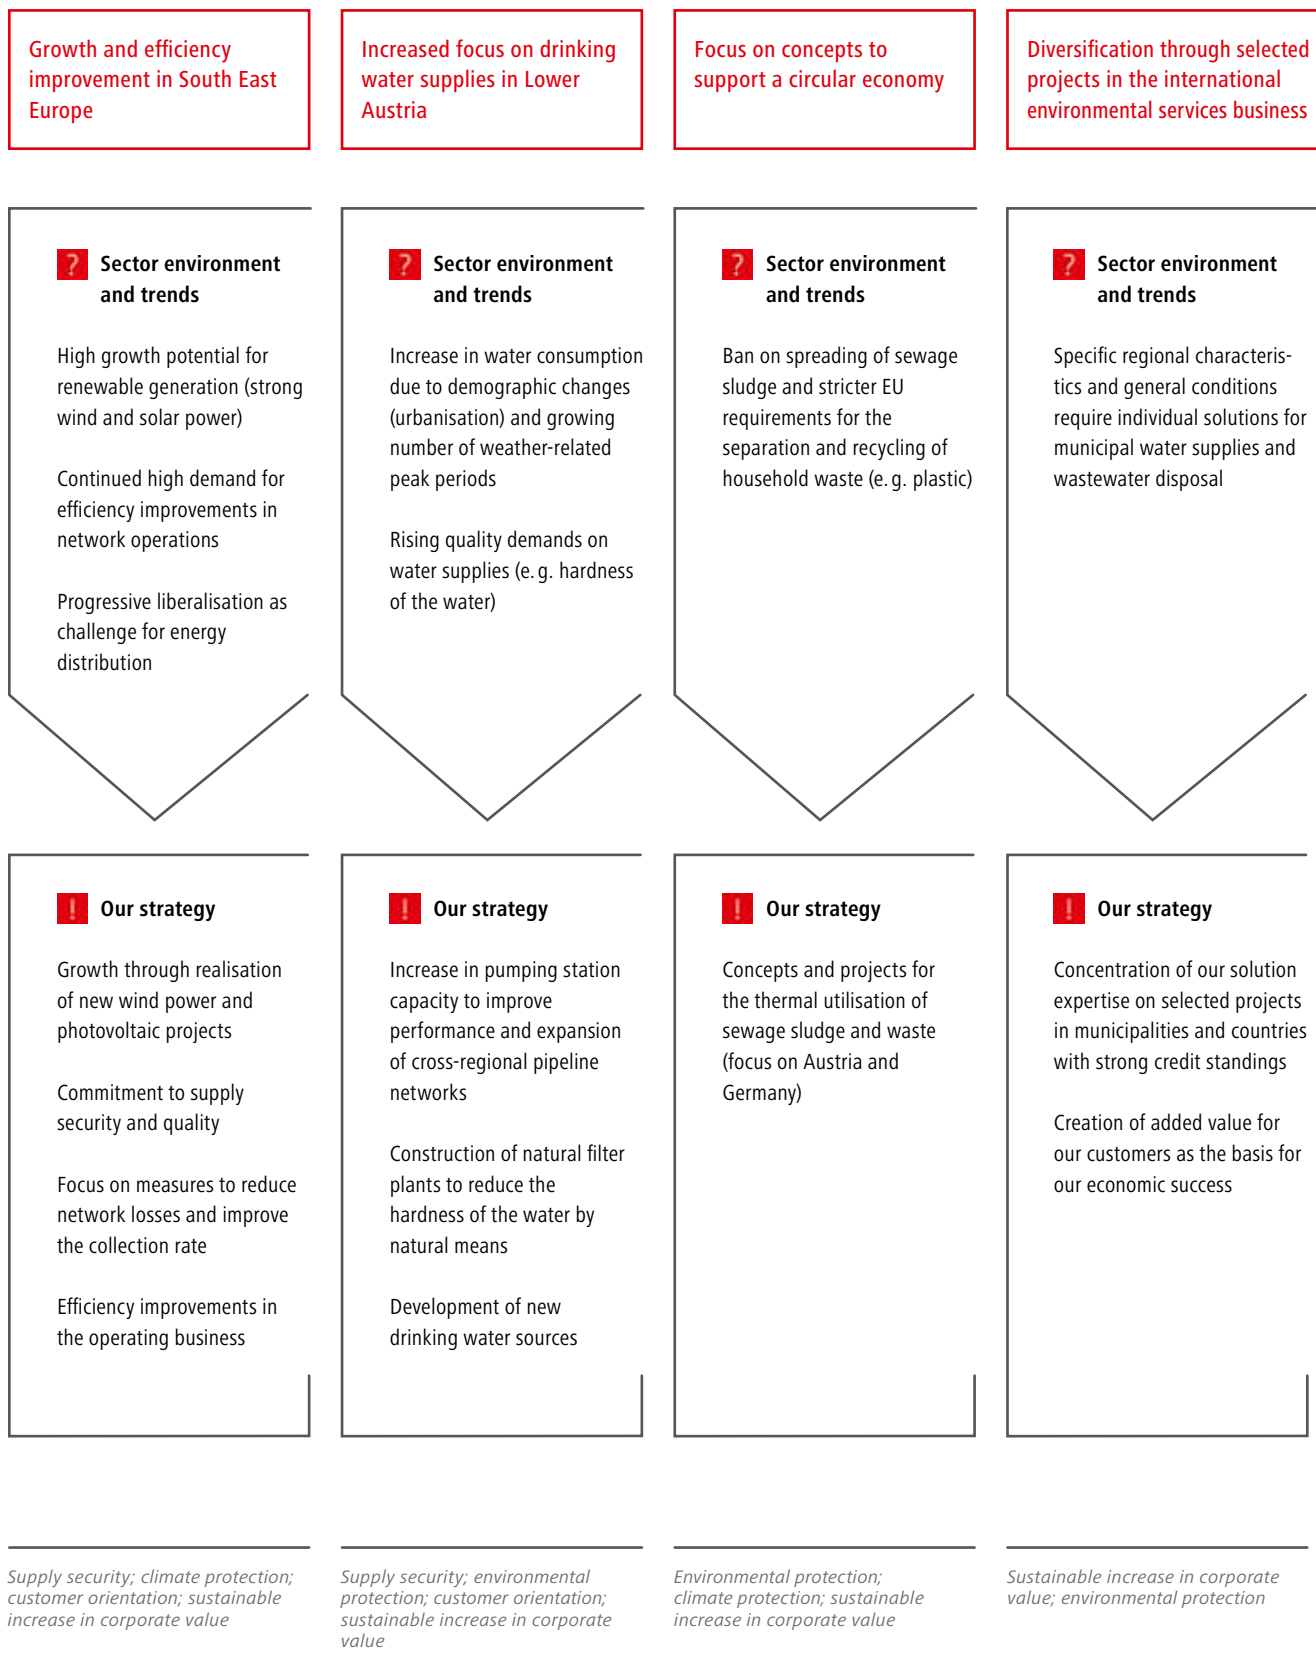 Growth and efficiency
improvement in South East
Europe
Increased focus on drinking
water supplies in Lower
Austria
Focus on concepts to
support a circular economy
Diversification through selected
projects in the international
environmental services business
? Sector environment
and trends
High growth potential for
renewable generation (strong
wind and solar power)
Continued high demand for
efficiency improvements in
network operations
Progressive liberalisation as
challenge for energy
distribution
? Sector environment
and trends
Increase in water consumption
due to demographic changes
(urbanisation) and growing
number of weather-related
peak periods
Rising quality demands on
water supplies (e. g. hardness
of the water)
? Sector environment
and trends
Ban on spreading of sewage
sludge and stricter EU
requirements for the
separation and recycling of
household waste (e. g. plastic)
? Sector environment
and trends
Specific regional characteris-
tics and general conditions
require individual solutions for
municipal water supplies and
wastewater disposal
! Our strategy
Growth through realisation
of new wind power and
photovoltaic projects
Commitment to supply
security and quality
Focus on measures to reduce
network losses and improve
the collection rate
Efficiency improvements in
the operating business
! Our strategy
Increase in pumping station
capacity to improve
performance and expansion
of cross-regional pipeline
networks
Construction of natural filter
plants to reduce the
hardness of the water by
natural means
Development of new
drinking water sources
! Our strategy
Concepts and projects for
the thermal utilisation of
sewage sludge and waste
(focus on Austria and
Germany)
! Our strategy
Concentration of our solution
expertise on selected projects
in municipalities and countries
with strong credit standings
Creation of added value for
our customers as the basis for
our economic success
Supply security; climate protection;
customer orientation; sustainable
increase in corporate value
Supply security; environmental
protection; customer orientation;
sustainable increase in corporate
value
Environmental protection;
climate protection; sustainable
increase in corporate value
Sustainable increase in corporate
value; environmental protection